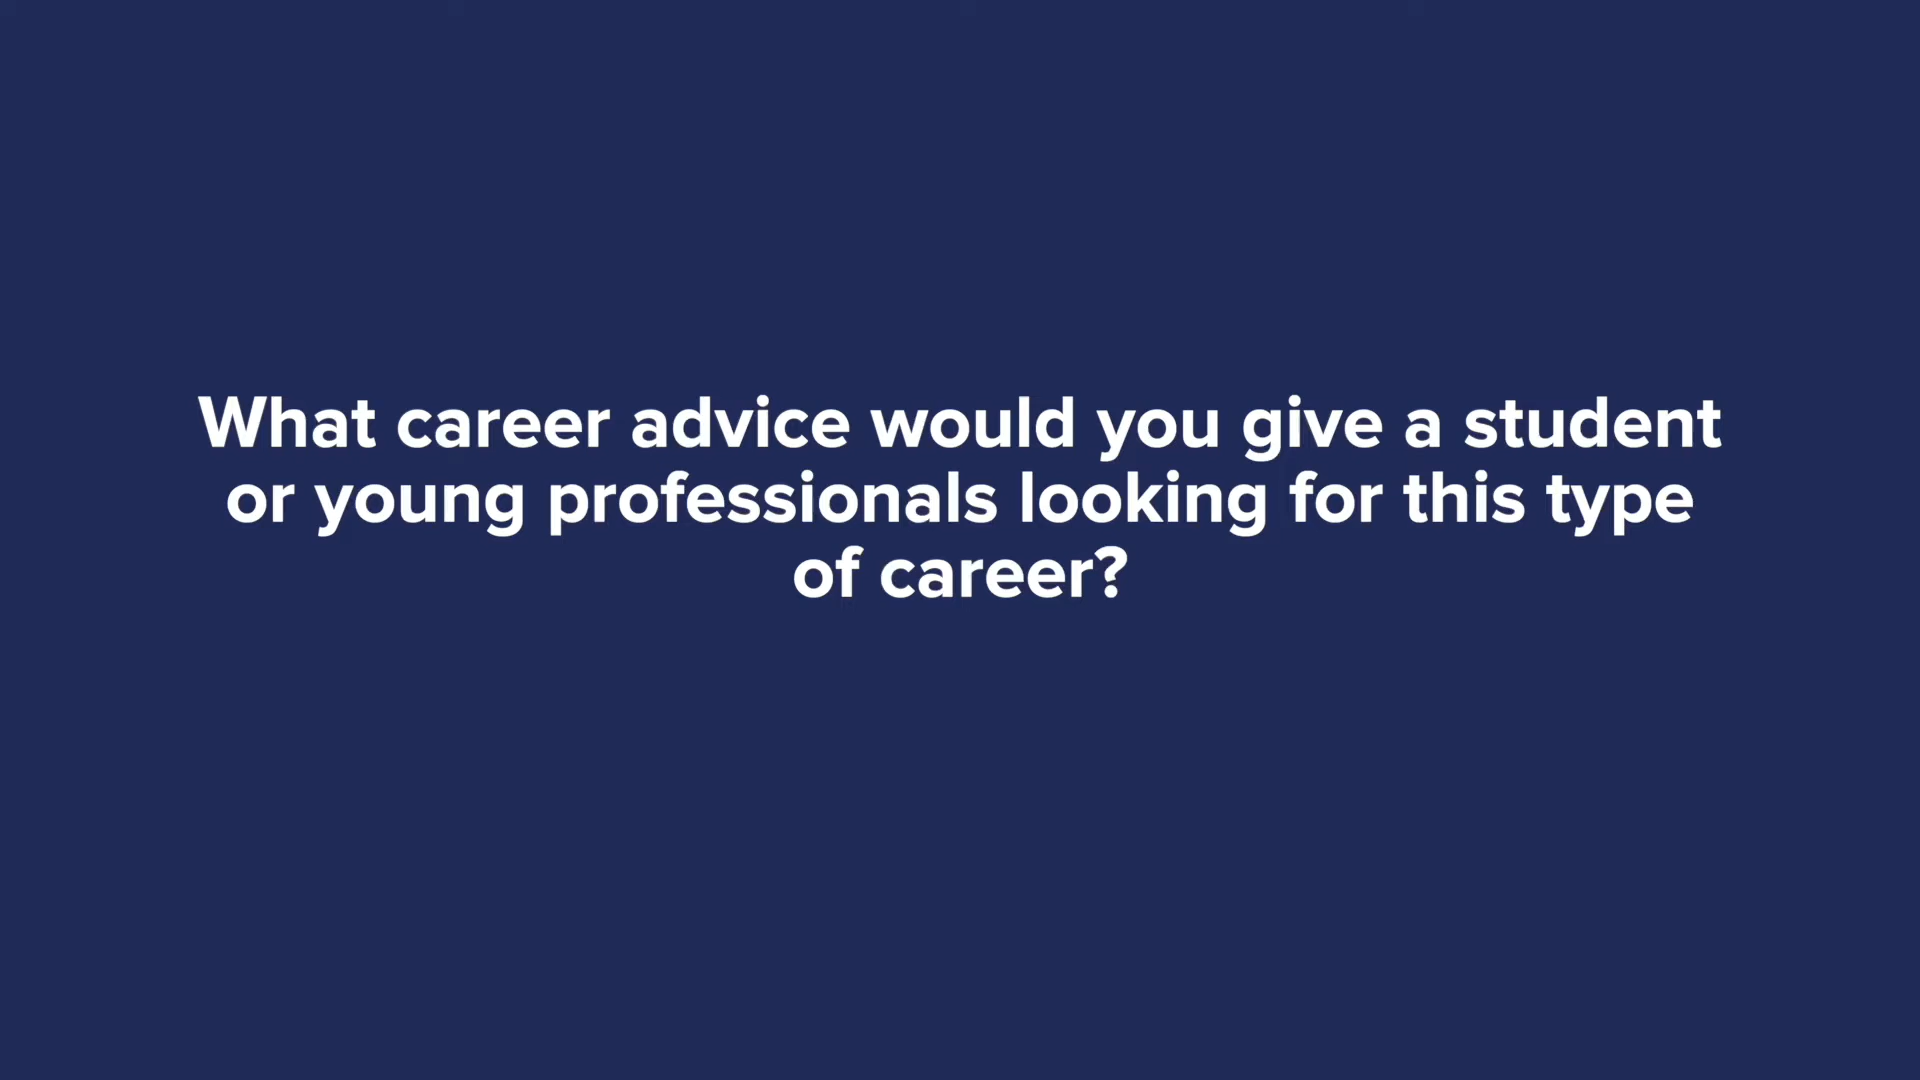 What career advice would you give a student
or young professionals looking for this type
of career?